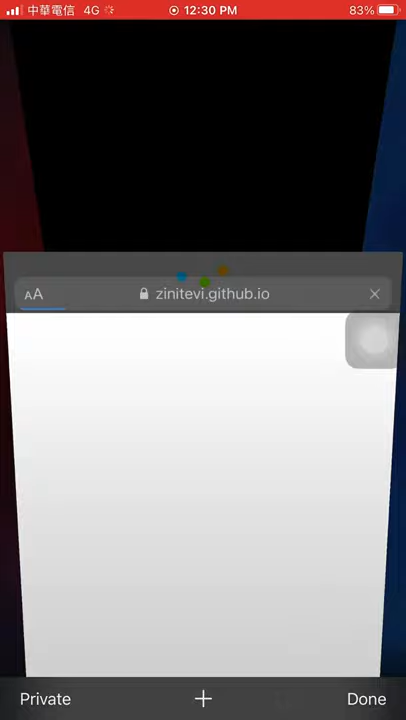 中華電信 4G 12:30 PM 83%
AA zinitevi.github.io
Private Done